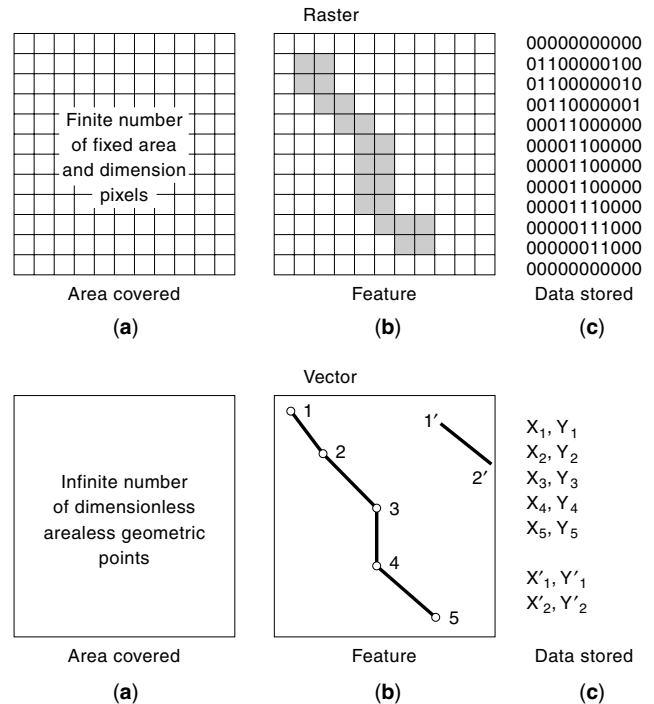 Raster
Finite number
of fixed area
and dimension
pixels
00000000000
01100000100
01100000010
00110000001
00011000000
00001100000
00001100000
00001100000
00001110000
00000111000
00000011000
00000000000
Area covered
Feature
Data stored
(a)
(b)
(c)
Vector
Infinite number
of dimensionless
arealess geometric
points
1
2
3
4
5
1′
2′
X₁, Y₁
X₂, Y₂
X₃, Y₃
X₄, Y₄
X₅, Y₅
X′₁, Y′₁
X′₂, Y′₂
Area covered
Feature
Data stored
(a)
(b)
(c)